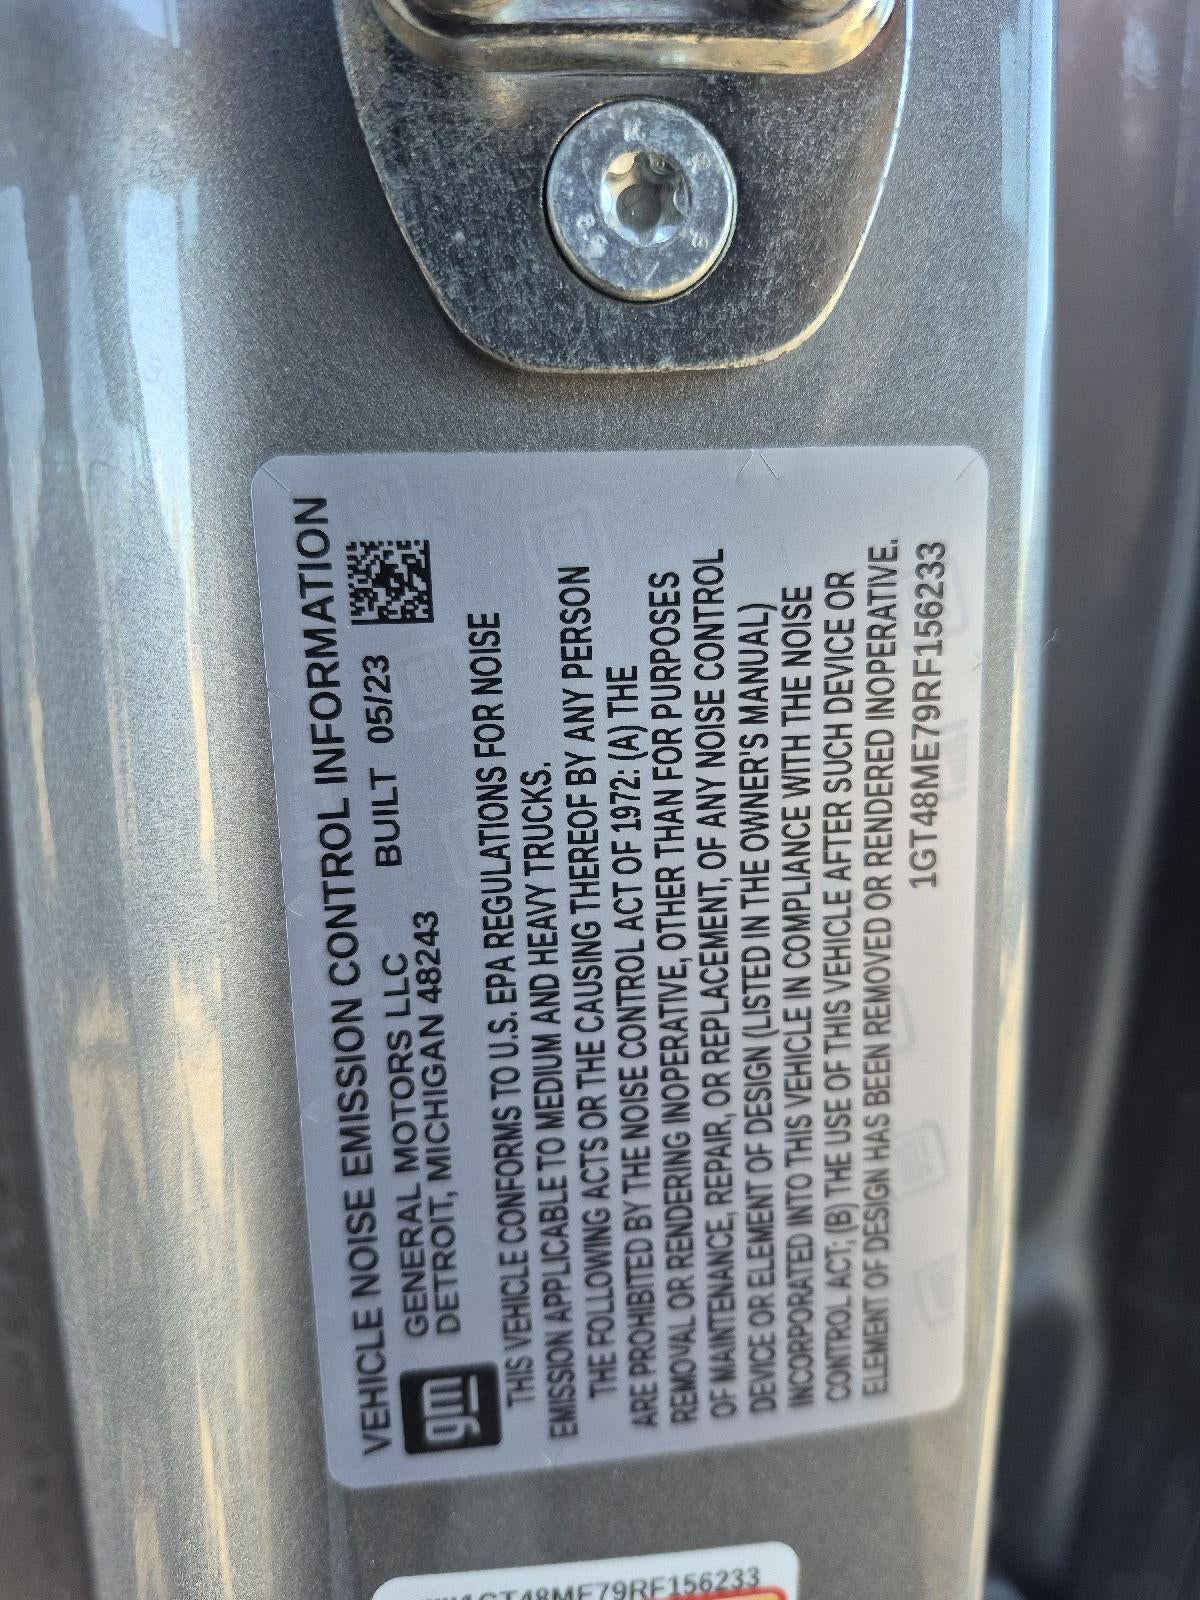 VEHICLE NOISE EMISSION CONTROL INFORMATION
gm
GENERAL MOTORS LLC BUILT 05/23
DETROIT, MICHIGAN 48243
THIS VEHICLE CONFORMS TO U.S. EPA REGULATIONS FOR NOISE
EMISSION APPLICABLE TO MEDIUM AND HEAVY TRUCKS.
THE FOLLOWING ACTS OR THE CAUSING THEREOF BY ANY PERSON
ARE PROHIBITED BY THE NOISE CONTROL ACT OF 1972: (A) THE
REMOVAL OR RENDERING INOPERATIVE, OTHER THAN FOR PURPOSES
OF MAINTENANCE, REPAIR, OR REPLACEMENT, OF ANY NOISE CONTROL
DEVICE OR ELEMENT OF DESIGN (LISTED IN THE OWNER'S MANUAL)
INCORPORATED INTO THIS VEHICLE IN COMPLIANCE WITH THE NOISE
CONTROL ACT; (B) THE USE OF THIS VEHICLE AFTER SUCH DEVICE OR
ELEMENT OF DESIGN HAS BEEN REMOVED OR RENDERED INOPERATIVE.
1GT48ME79RF156233
1GT48ME79RF156233